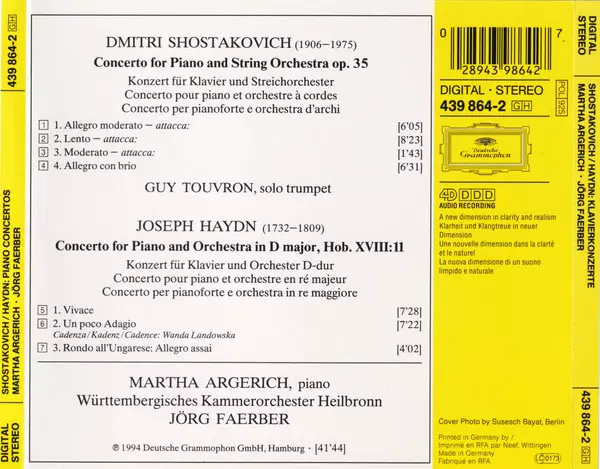 439 864-2 GH
SHOSTAKOVICH / HAYDN: PIANO CONCERTOS
MARTHA ARGERICH · JÖRG FAERBER
DIGITAL
STEREO
DMITRI SHOSTAKOVICH (1906–1975)
Concerto for Piano and String Orchestra op. 35
Konzert für Klavier und Streichorchester
Concerto pour piano et orchestre à cordes
Concerto per pianoforte e orchestra d'archi
1 1. Allegro moderato – attacca: [6'05]
2 2. Lento – attacca: [8'23]
3 3. Moderato – attacca: [1'43]
4 4. Allegro con brio [6'31]
GUY TOUVRON, solo trumpet
JOSEPH HAYDN (1732–1809)
Concerto for Piano and Orchestra in D major, Hob. XVIII:11
Konzert für Klavier und Orchester D-dur
Concerto pour piano et orchestre en ré majeur
Concerto per pianoforte e orchestra in re maggiore
5 1. Vivace [7'28]
6 2. Un poco Adagio [7'22]
Cadenza/Kadenz/Cadence: Wanda Landowska
7 3. Rondo all'Ungarese: Allegro assai [4'02]
MARTHA ARGERICH, piano
Württembergisches Kammerorchester Heilbronn
JÖRG FAERBER
℗ 1994 Deutsche Grammophon GmbH, Hamburg · [41'44]
0 28943 98642 7
DIGITAL · STEREO
439 864-2 GH
POL 925
Deutsche
Grammophon
4D DDD
AUDIO RECORDING
A new dimension in clarity and realism
Klarheit und Klangtreue in neuer
Dimension
Une nouvelle dimension dans la clarté
et le naturel
La nuova dimensione di un suono
limpido e naturale
Cover Photo by Susesch Bayat, Berlin
Printed in Germany by /
Imprimé en RFA par Neef, Wittingen
Made in Germany
LC 0173
DIGITAL
STEREO
SHOSTAKOVICH / HAYDN: KLAVIERKONZERTE
MARTHA ARGERICH · JÖRG FAERBER
439 864-2 GH